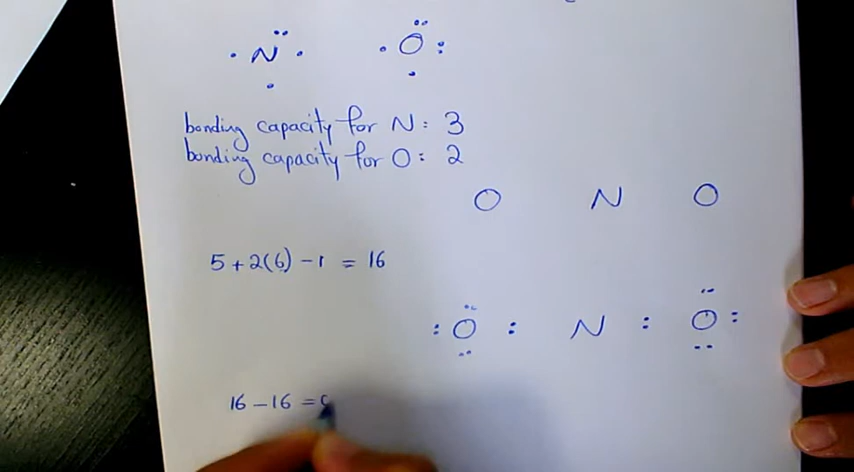 N O
bonding capacity for N: 3
bonding capacity for O: 2
O N O
5 + 2(6) - 1 = 16
:O : N : O:
16 - 16 =